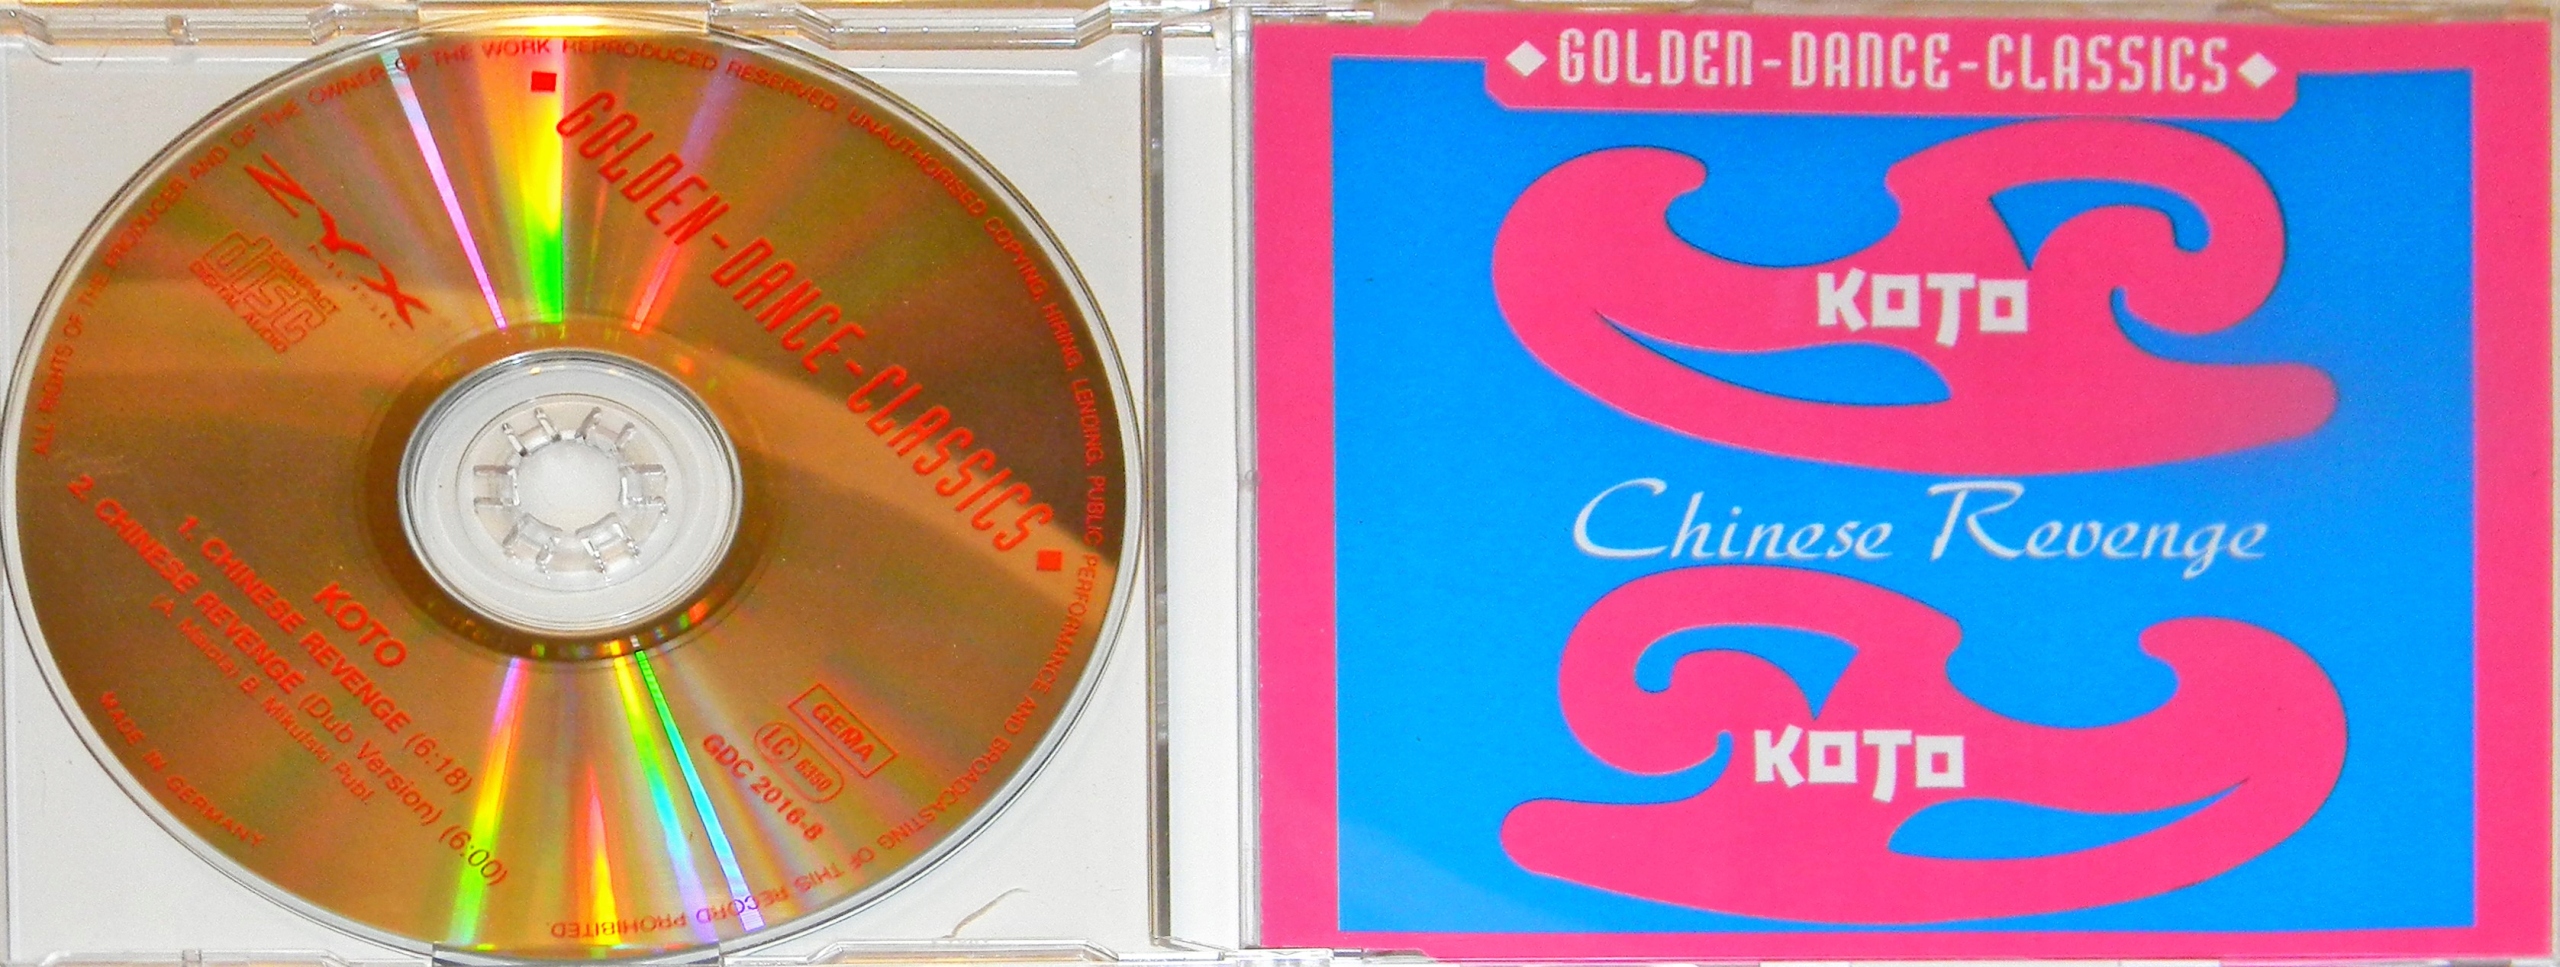 ALL RIGHTS OF THE PRODUCER AND OF THE OWNER OF THE WORK REPRODUCED RESERVED. UNAUTHORISED COPYING, HIRING, LENDING, PUBLIC PERFORMANCE AND BROADCASTING OF THIS RECORD PROHIBITED.
GOLDEN-DANCE-CLASSICS
ZYX
Music
COMPACT
disc
DIGITAL AUDIO
KOTO
1. CHINESE REVENGE (6:18)
2. CHINESE REVENGE (Dub Version) (6:00)
(A. Maiola) B. Mikulski Publ.
GEMA
LC 6350
GDC 2016-8
MADE IN GERMANY
GOLDEN-DANCE-CLASSICS
KOTO
Chinese Revenge
KOTO